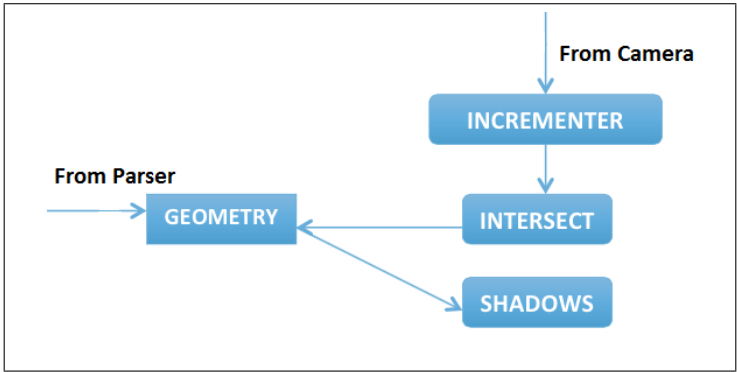 From Camera
INCREMENTER
From Parser
GEOMETRY
INTERSECT
SHADOWS